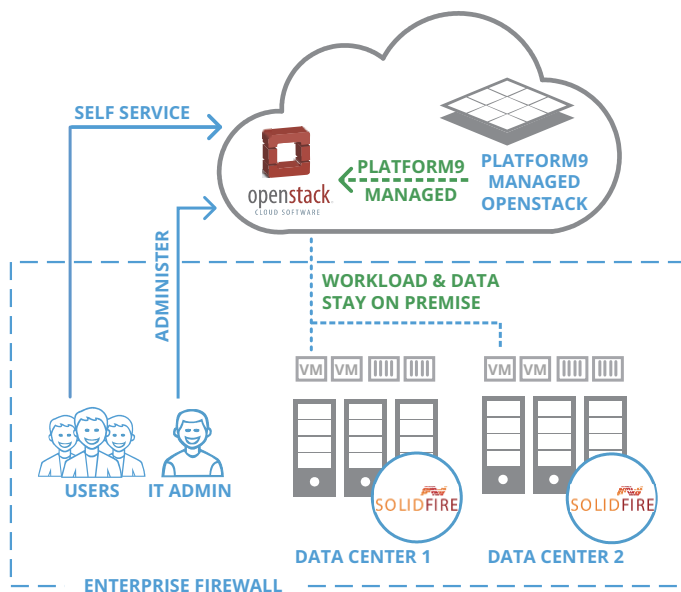 SELF SERVICE
openstack
CLOUD SOFTWARE
PLATFORM9
MANAGED
PLATFORM9
MANAGED
OPENSTACK
ADMINISTER
WORKLOAD & DATA
STAY ON PREMISE
VM VM
VM VM
USERS
IT ADMIN
SOLIDFIRE
SOLIDFIRE
DATA CENTER 1
DATA CENTER 2
ENTERPRISE FIREWALL